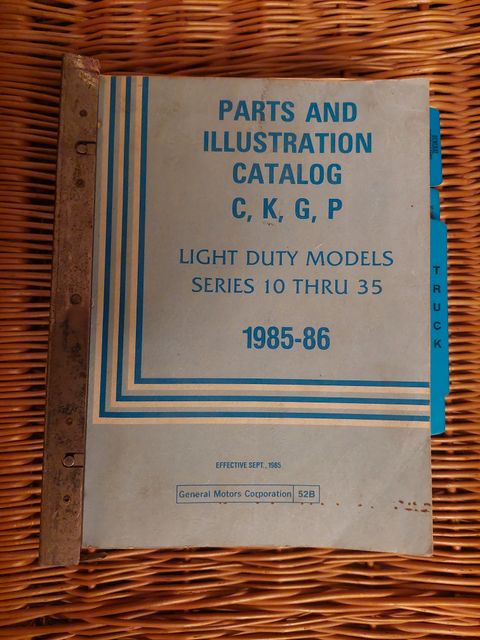 PARTS AND
ILLUSTRATION
CATALOG
C, K, G, P
LIGHT DUTY MODELS
SERIES 10 THRU 35
1985-86
EFFECTIVE SEPT., 1985
General Motors Corporation 52B
TRUCK